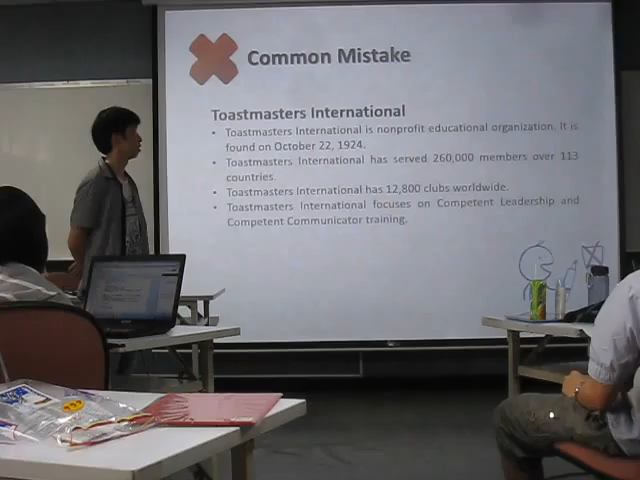 Common Mistake
Toastmasters International
• Toastmasters International is nonprofit educational organization. It is
found on October 22, 1924.
• Toastmasters International has served 260,000 members over 113
countries.
• Toastmasters International has 12,800 clubs worldwide.
• Toastmasters International focuses on Competent Leadership and
Competent Communicator training.